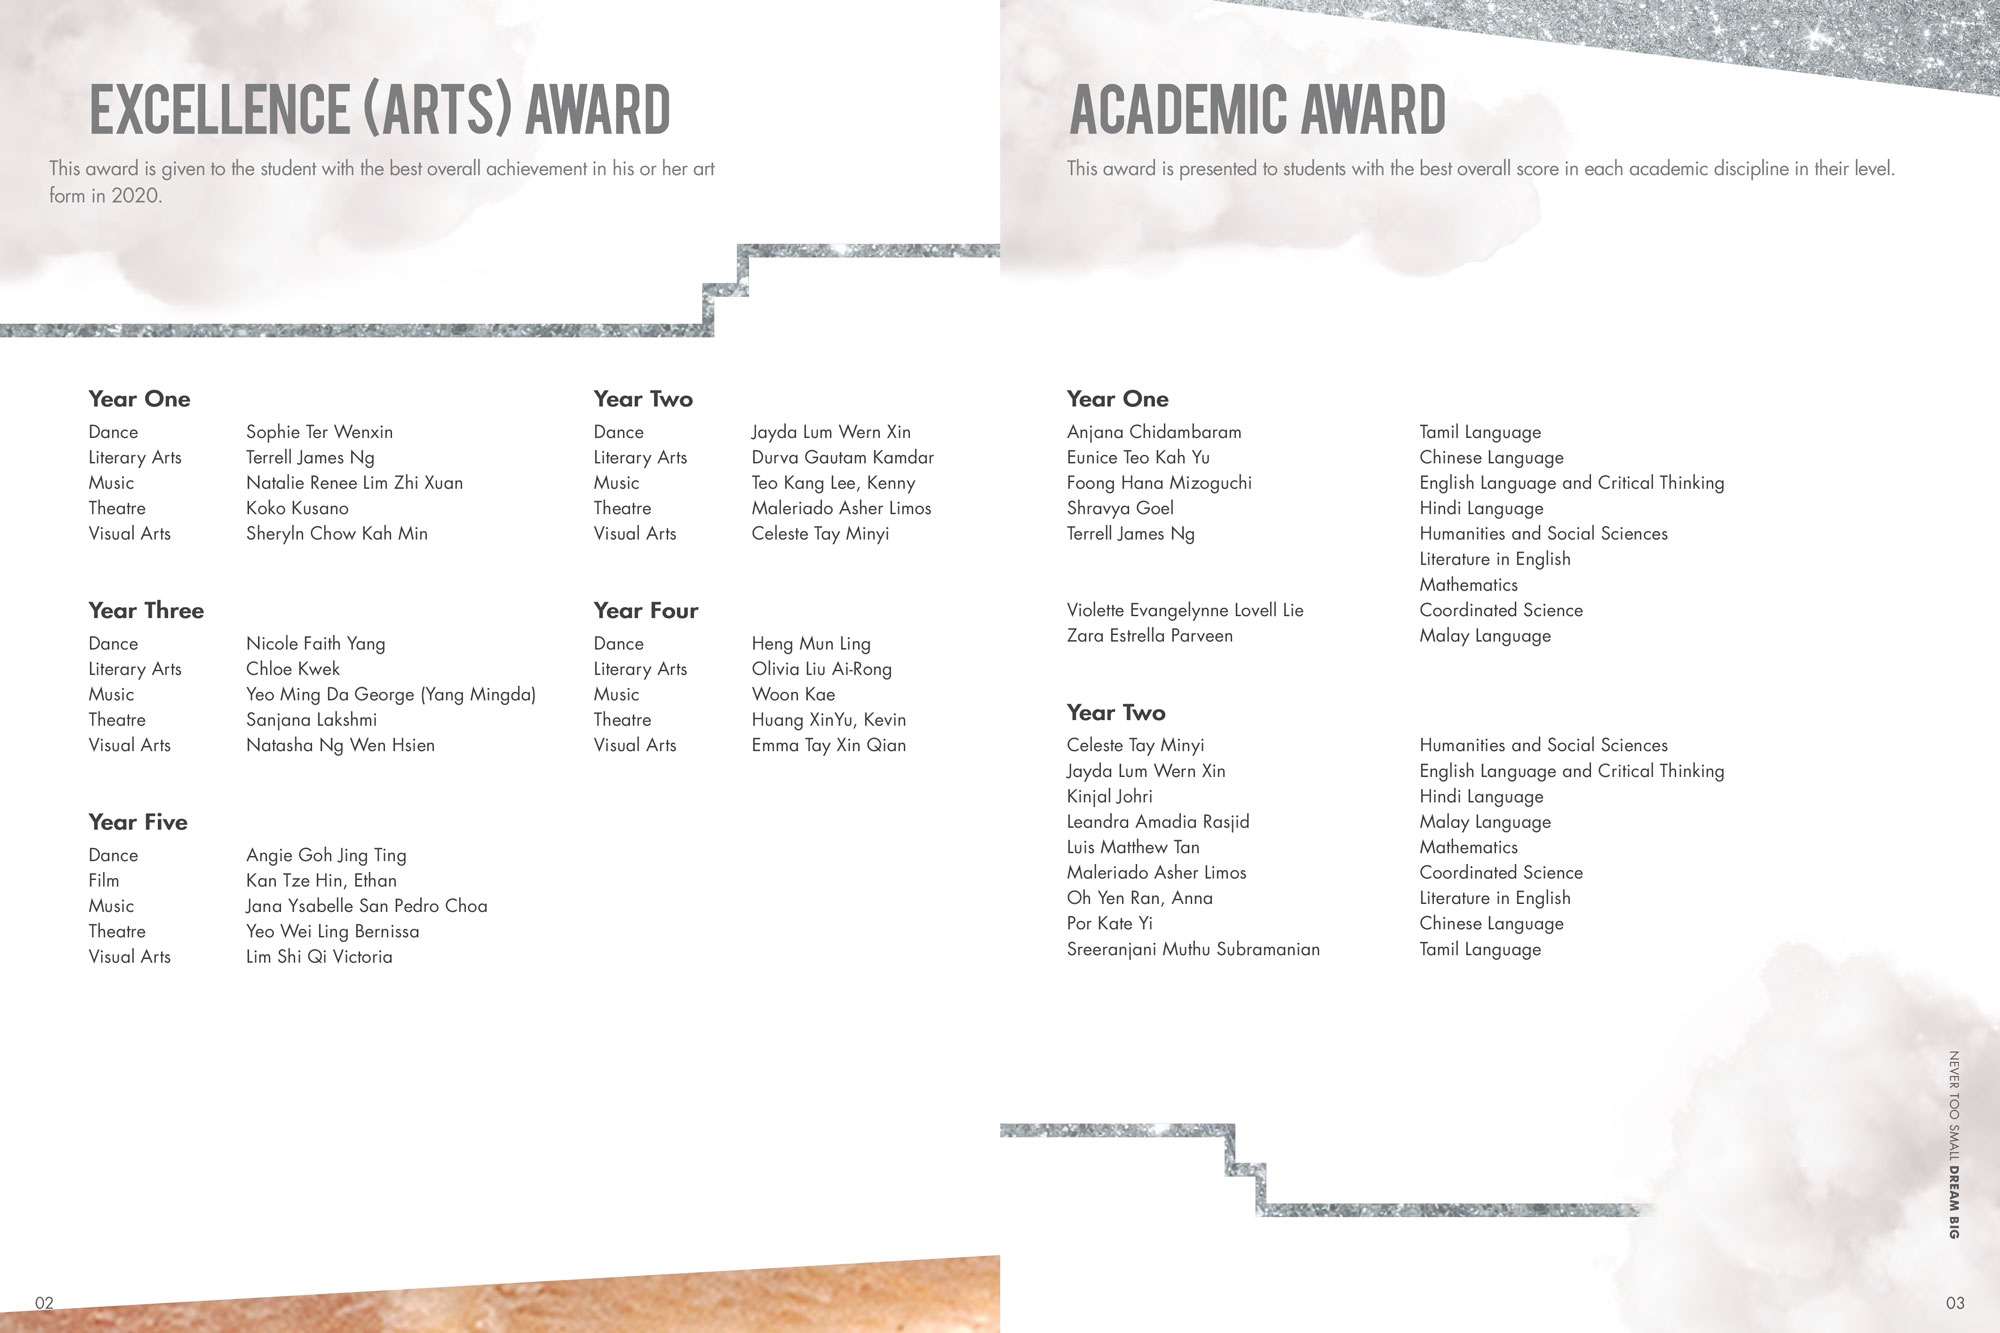 EXCELLENCE (ARTS) AWARD
This award is given to the student with the best overall achievement in his or her art
form in 2020.
Year One
Dance Sophie Ter Wenxin
Literary Arts Terrell James Ng
Music Natalie Renee Lim Zhi Xuan
Theatre Koko Kusano
Visual Arts Sheryln Chow Kah Min
Year Two
Dance Jayda Lum Wern Xin
Literary Arts Durva Gautam Kamdar
Music Teo Kang Lee, Kenny
Theatre Maleriado Asher Limos
Visual Arts Celeste Tay Minyi
Year Three
Dance Nicole Faith Yang
Literary Arts Chloe Kwek
Music Yeo Ming Da George (Yang Mingda)
Theatre Sanjana Lakshmi
Visual Arts Natasha Ng Wen Hsien
Year Four
Dance Heng Mun Ling
Literary Arts Olivia Liu Ai-Rong
Music Woon Kae
Theatre Huang XinYu, Kevin
Visual Arts Emma Tay Xin Qian
Year Five
Dance Angie Goh Jing Ting
Film Kan Tze Hin, Ethan
Music Jana Ysabelle San Pedro Choa
Theatre Yeo Wei Ling Bernissa
Visual Arts Lim Shi Qi Victoria
02
ACADEMIC AWARD
This award is presented to students with the best overall score in each academic discipline in their level.
Year One
Anjana Chidambaram Tamil Language
Eunice Teo Kah Yu Chinese Language
Foong Hana Mizoguchi English Language and Critical Thinking
Shravya Goel Hindi Language
Terrell James Ng Humanities and Social Sciences
Literature in English
Mathematics
Violette Evangelynne Lovell Lie Coordinated Science
Zara Estrella Parveen Malay Language
Year Two
Celeste Tay Minyi Humanities and Social Sciences
Jayda Lum Wern Xin English Language and Critical Thinking
Kinjal Johri Hindi Language
Leandra Amadia Rasjid Malay Language
Luis Matthew Tan Mathematics
Maleriado Asher Limos Coordinated Science
Oh Yen Ran, Anna Literature in English
Por Kate Yi Chinese Language
Sreeranjani Muthu Subramanian Tamil Language
NEVER TOO SMALL DREAM BIG
03